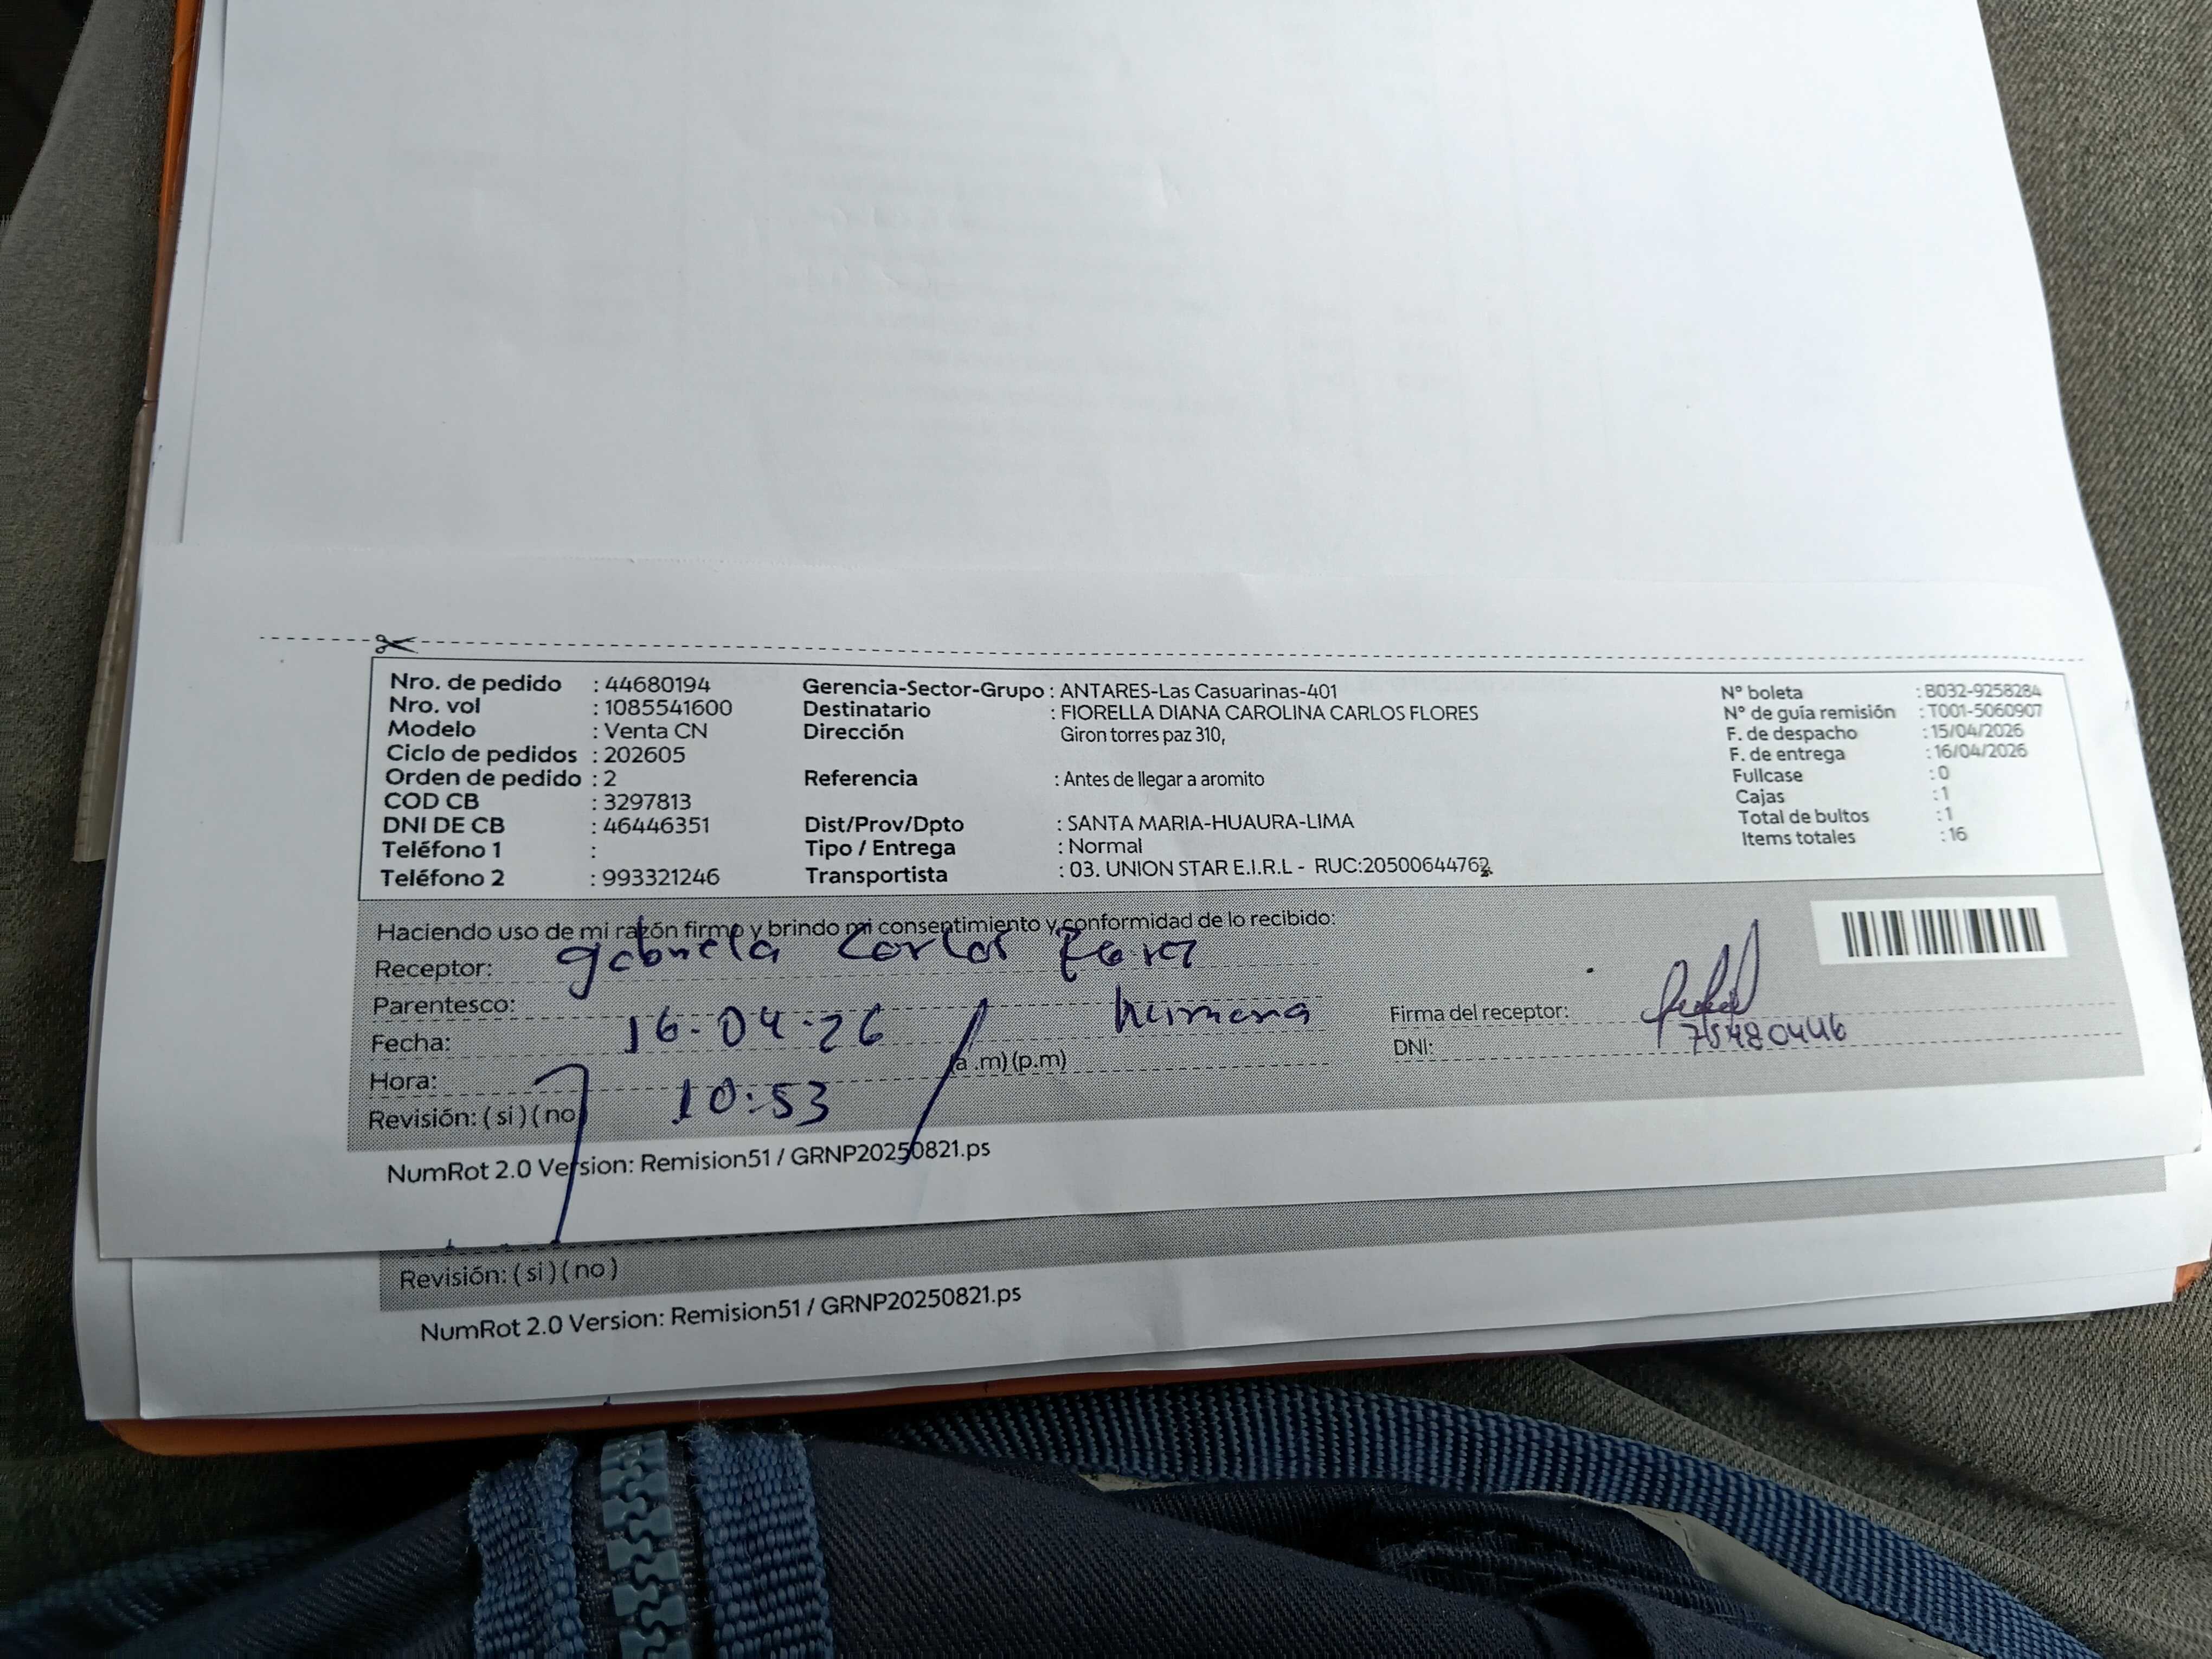 Nro. de pedido : 44680194
Nro. vol : 1085541600
Modelo : Venta CN
Ciclo de pedidos : 202605
Orden de pedido : 2
COD CB : 3297813
DNI DE CB : 46446351
Teléfono 1 :
Teléfono 2 : 993321246
Gerencia-Sector-Grupo : ANTARES-Las Casuarinas-401
Destinatario : FIORELLA DIANA CAROLINA CARLOS FLORES
Dirección Giron torres paz 310,
Referencia : Antes de llegar a aromito
Dist/Prov/Dpto : SANTA MARIA-HUAURA-LIMA
Tipo / Entrega : Normal
Transportista : 03. UNION STAR E.I.R.L - RUC:20500644762
N° boleta : B032-9258284
N° de guía remisión : T001-5060907
F. de despacho : 15/04/2026
F. de entrega : 16/04/2026
Fullcase : 0
Cajas : 1
Total de bultos : 1
Items totales : 16
Haciendo uso de mi razón firmo y brindo mi consentimiento y conformidad de lo recibido:
Receptor: gabriela Carlos
Parentesco:
Fecha: 16-04-26
Hora: 10:53 (a .m) (p.m)
Revisión: ( si ) ( no )
Firma del receptor:
DNI: 75480446
NumRot 2.0 Version: Remision51 / GRNP20250821.ps
Revisión: ( si ) ( no )
NumRot 2.0 Version: Remision51 / GRNP20250821.ps